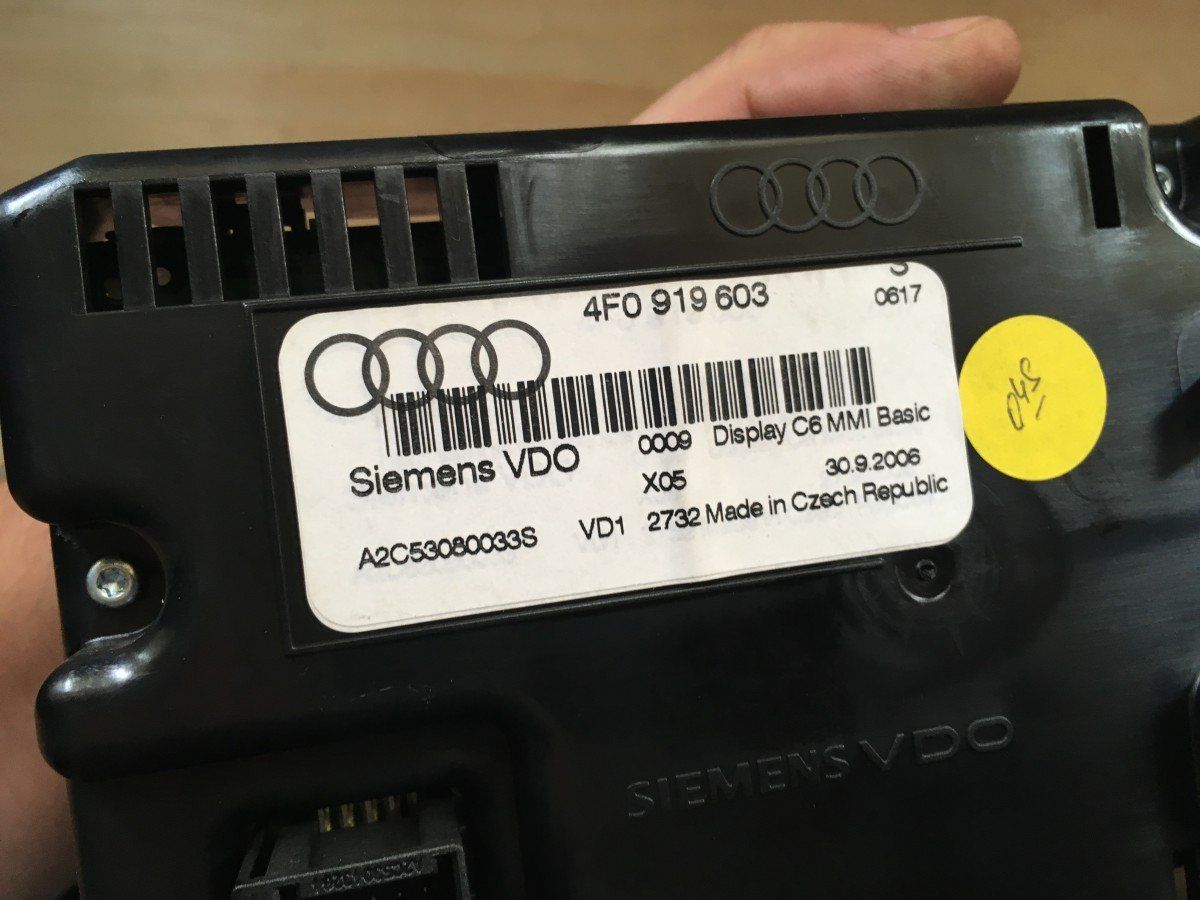 4F0 919 603
0617
0009 Display C6 MMI Basic
Siemens VDO
X05 30.9.2006
A2C53080033S VD1 2732 Made in Czech Republic
04S
SIEMENS VDO